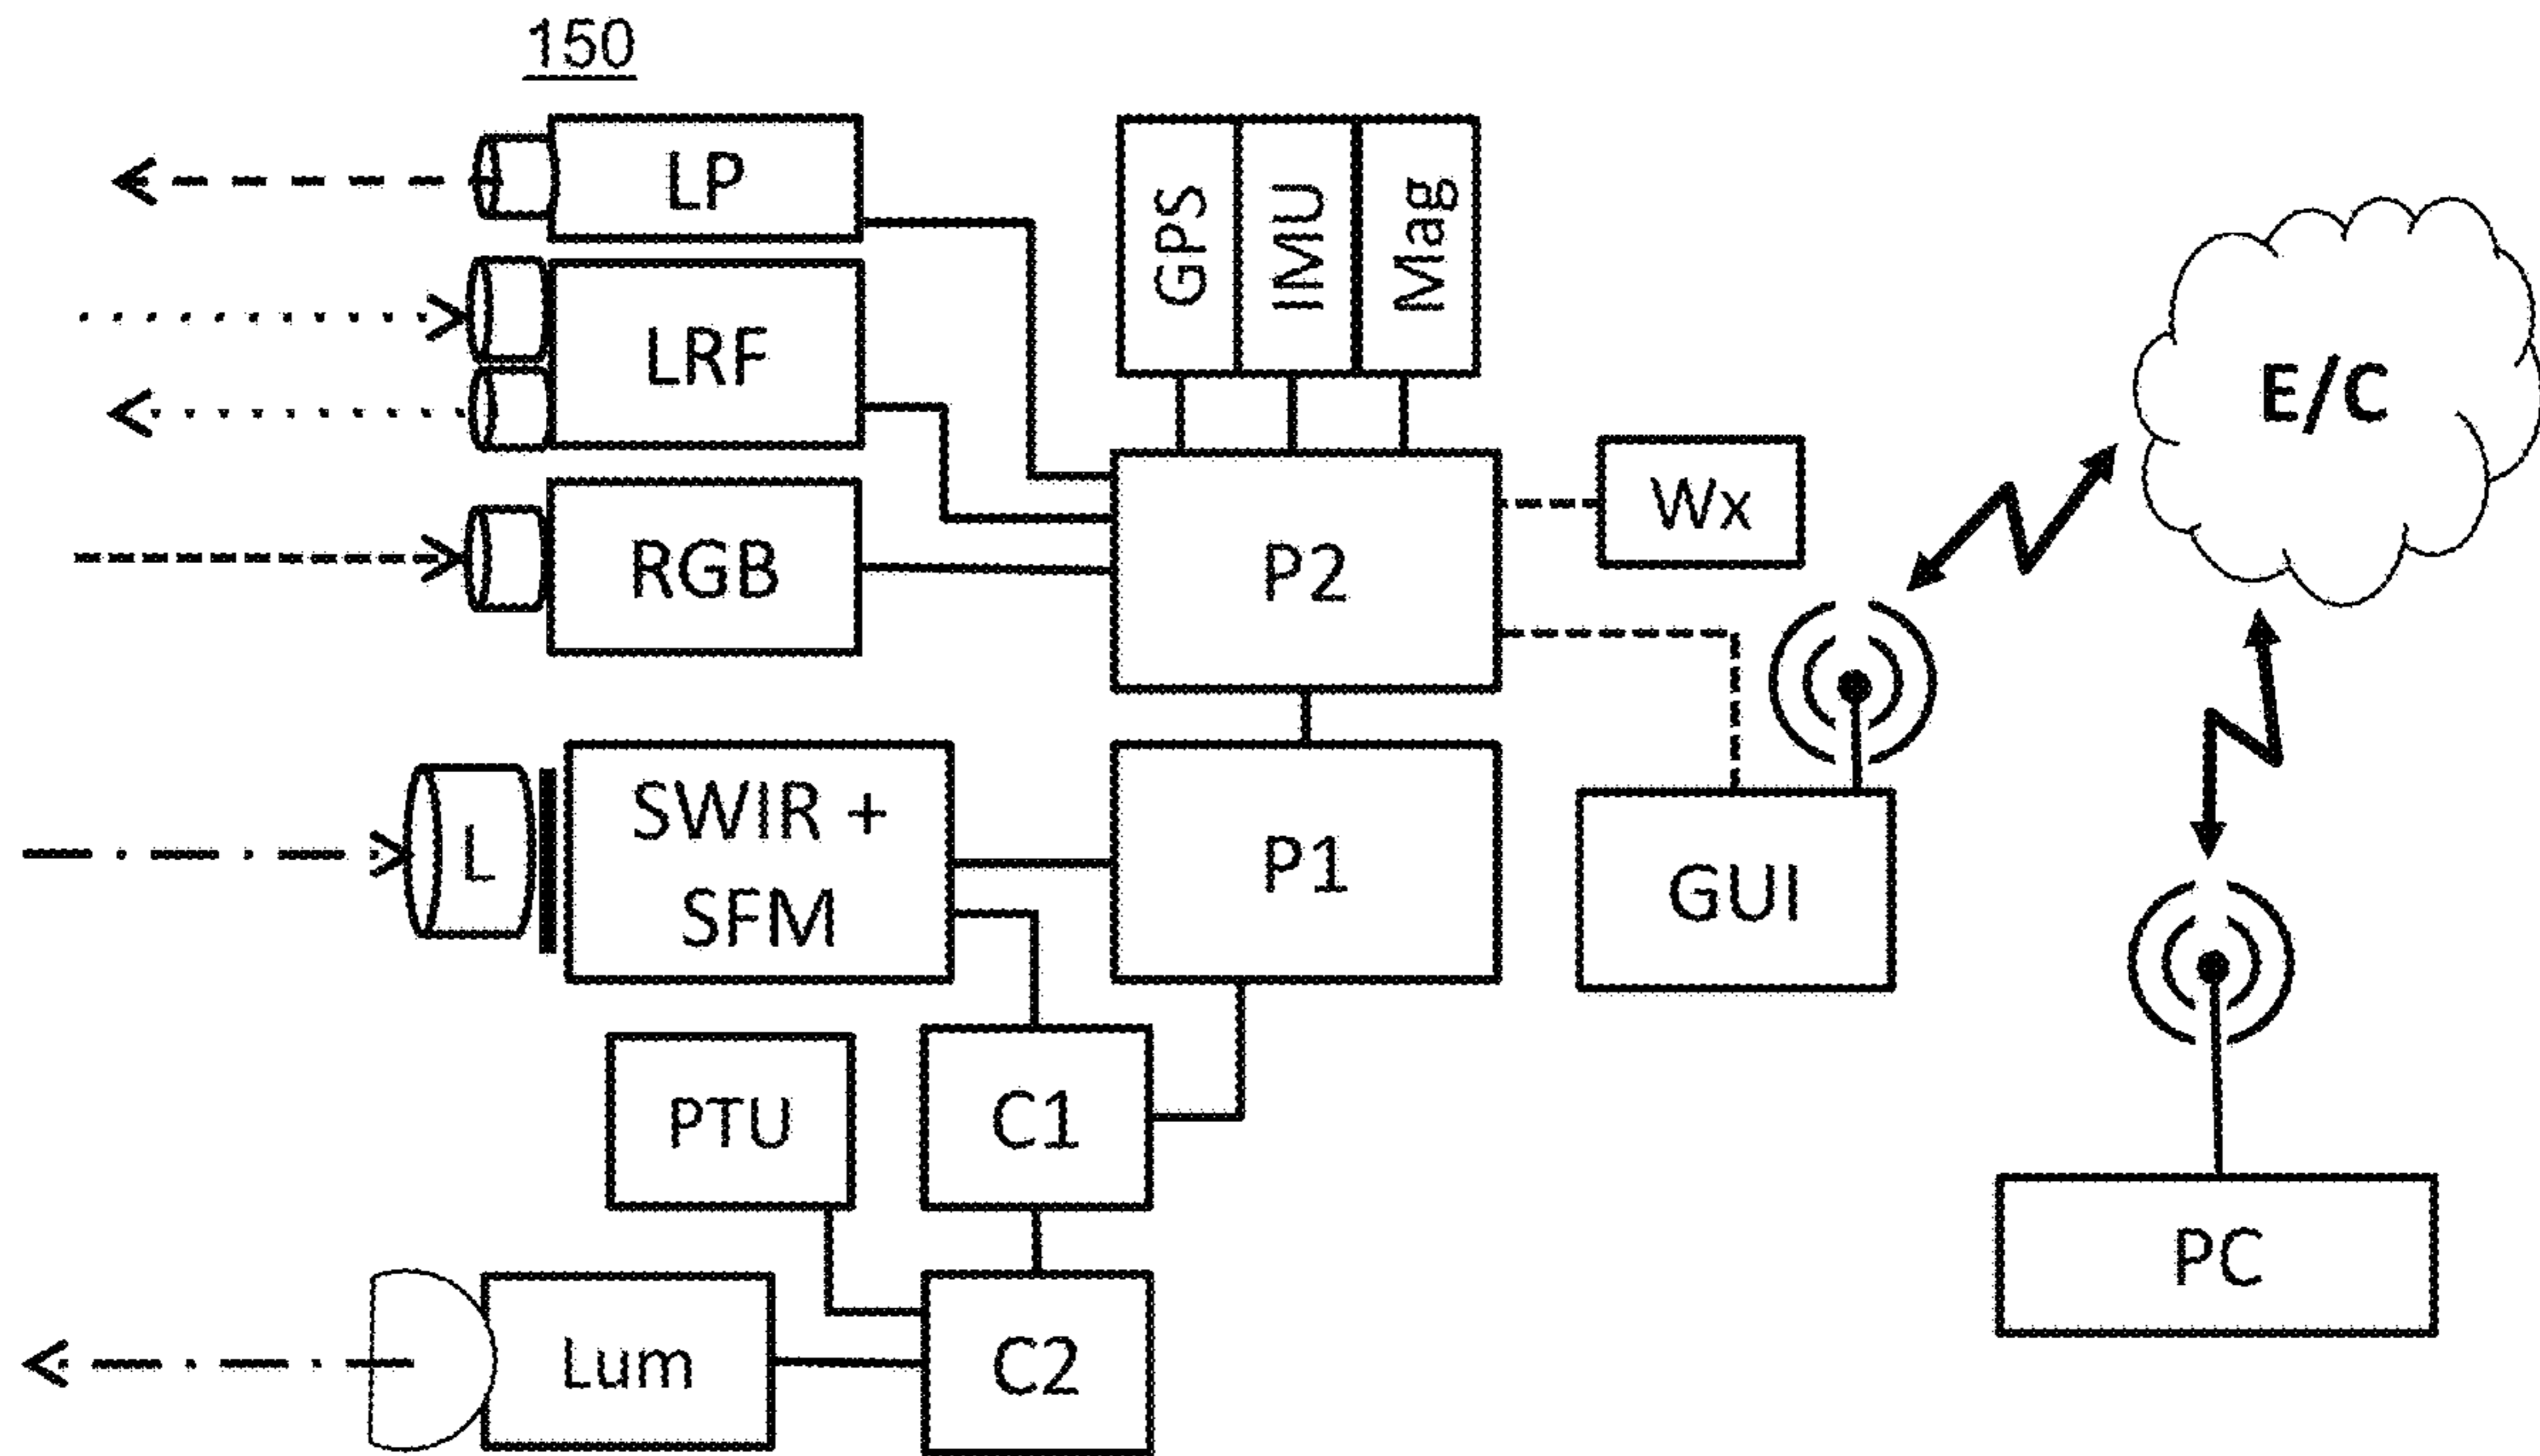 150
LP
GPS
IMU
Mag
LRF
E/C
Wx
RGB
P2
L
SWIR +
SFM
P1
GUI
PTU
C1
PC
Lum
C2